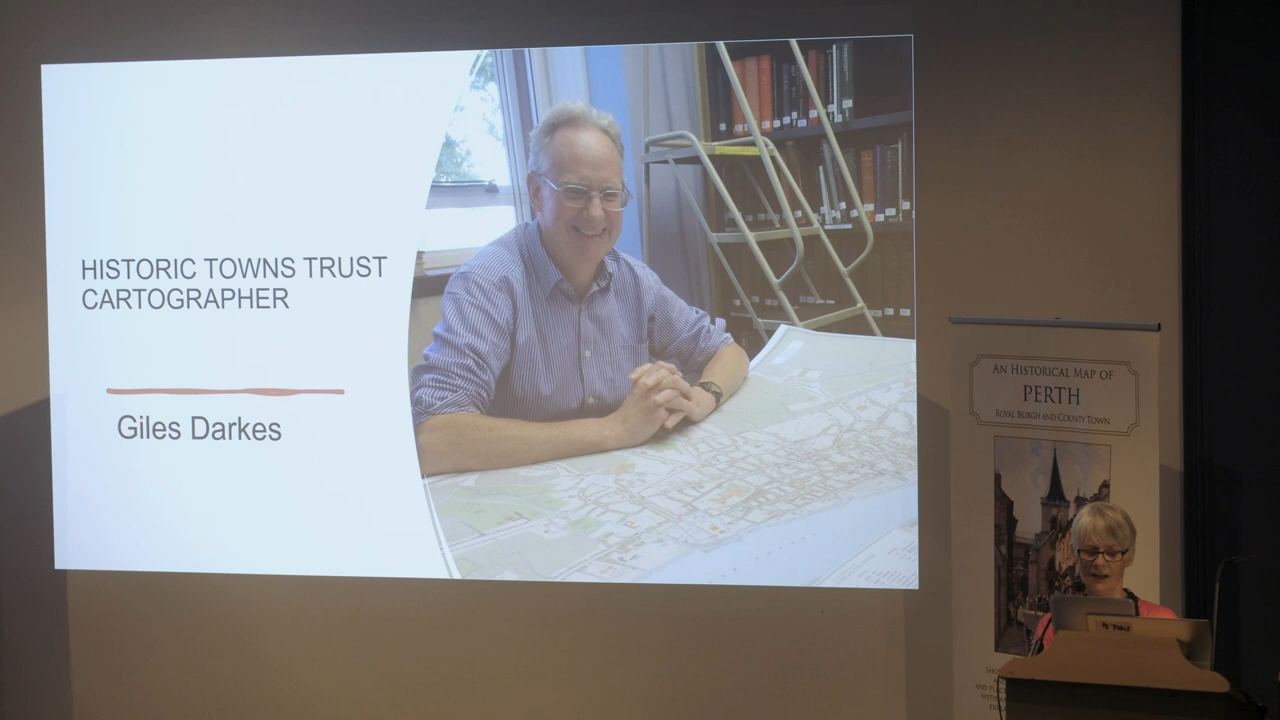 HISTORIC TOWNS TRUST
CARTOGRAPHER
Giles Darkes
AN HISTORICAL MAP OF
PERTH
ROYAL BURGH AND COUNTY TOWN